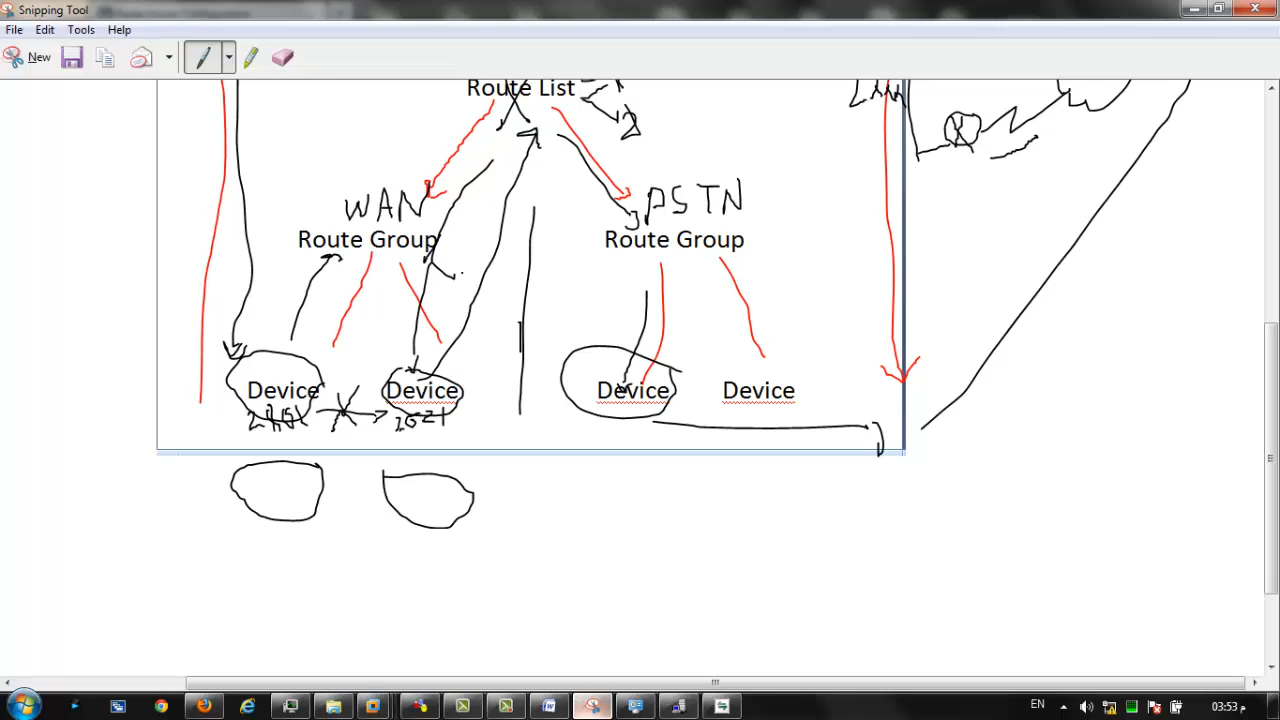 Snipping Tool
File Edit Tools Help
New
Route List
2
WAN
PSTN
Route Group
Route Group
Device
Device
Device
Device
EN
03:53 م